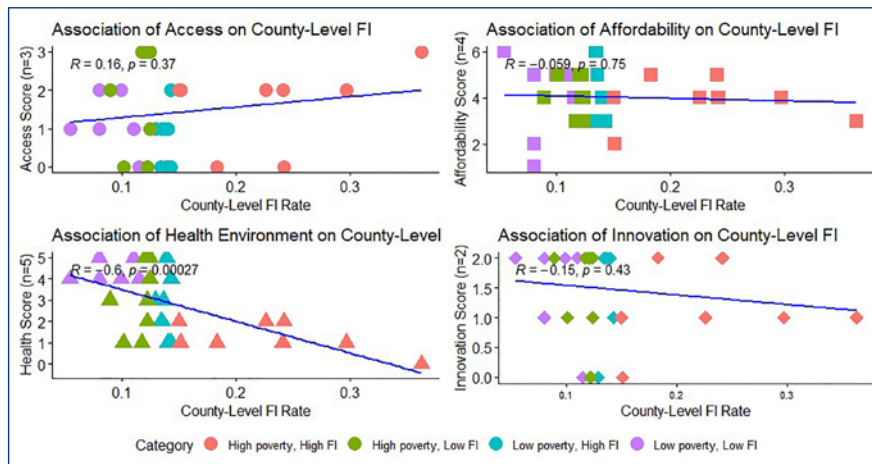 Association of Access on County-Level FI
R = 0.16, p = 0.37
Access Score (n=3)
3
2
1
0
0.1 0.2 0.3
County-Level FI Rate
Association of Affordability on County-Level FI
R = −0.059, p = 0.75
Affordability Score (n=4)
6
4
2
0.1 0.2 0.3
County-Level FI Rate
Association of Health Environment on County-Level
R = −0.6, p = 0.00027
Health Score (n=5)
5
4
3
2
1
0
0.1 0.2 0.3
County-Level FI Rate
Association of Innovation on County-Level FI
R = −0.15, p = 0.43
Innovation Score (n=2)
2.0
1.5
1.0
0.5
0.0
0.1 0.2 0.3
County-Level FI Rate
Category High poverty, High FI High poverty, Low FI Low poverty, High FI Low poverty, Low FI